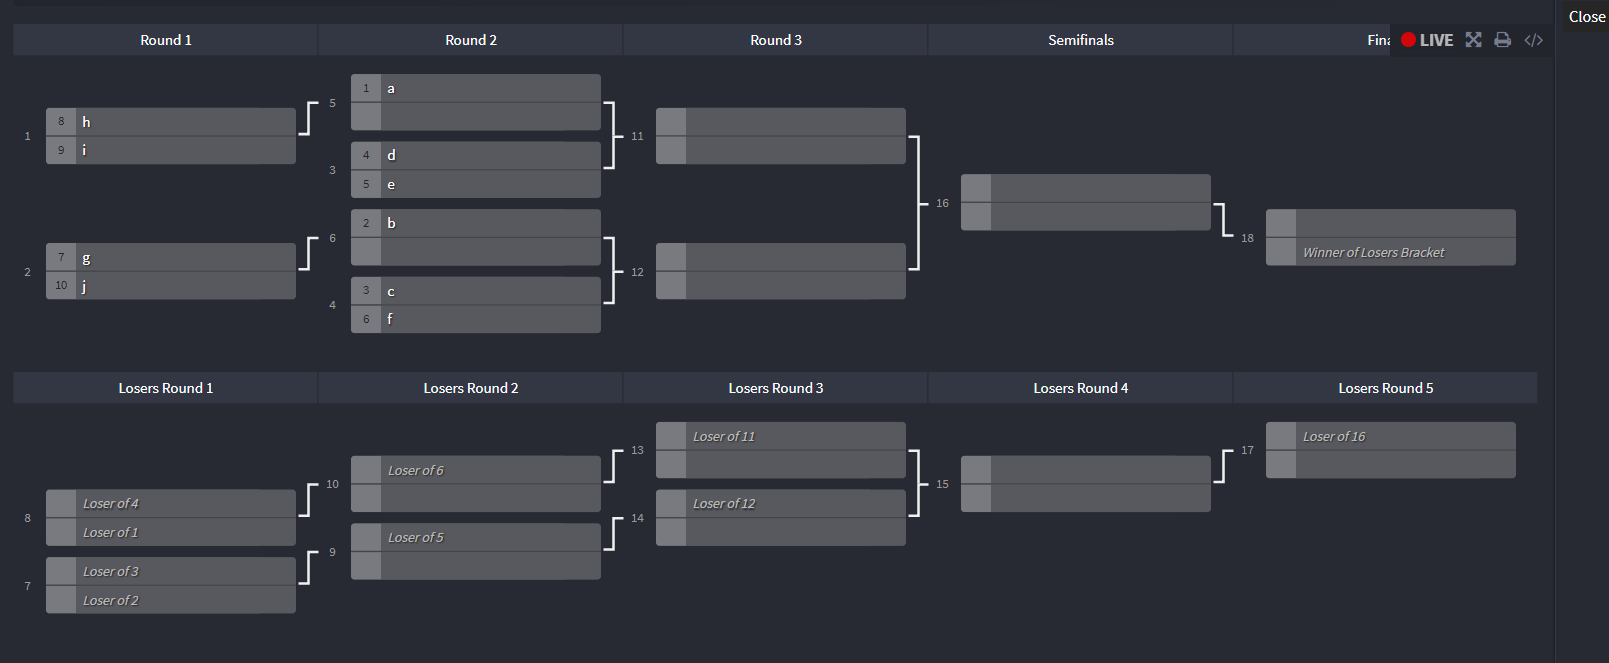 Close
Round 1
Round 2
Round 3
Semifinals
Fina
LIVE
</>
1
8 h
9 i
2
7 g
10 j
5
1 a
3
4 d
5 e
6
2 b
4
3 c
6 f
11
12
16
18
Winner of Losers Bracket
Losers Round 1
Losers Round 2
Losers Round 3
Losers Round 4
Losers Round 5
8
Loser of 4
Loser of 1
7
Loser of 3
Loser of 2
10
Loser of 6
9
Loser of 5
13
Loser of 11
14
Loser of 12
15
17
Loser of 16